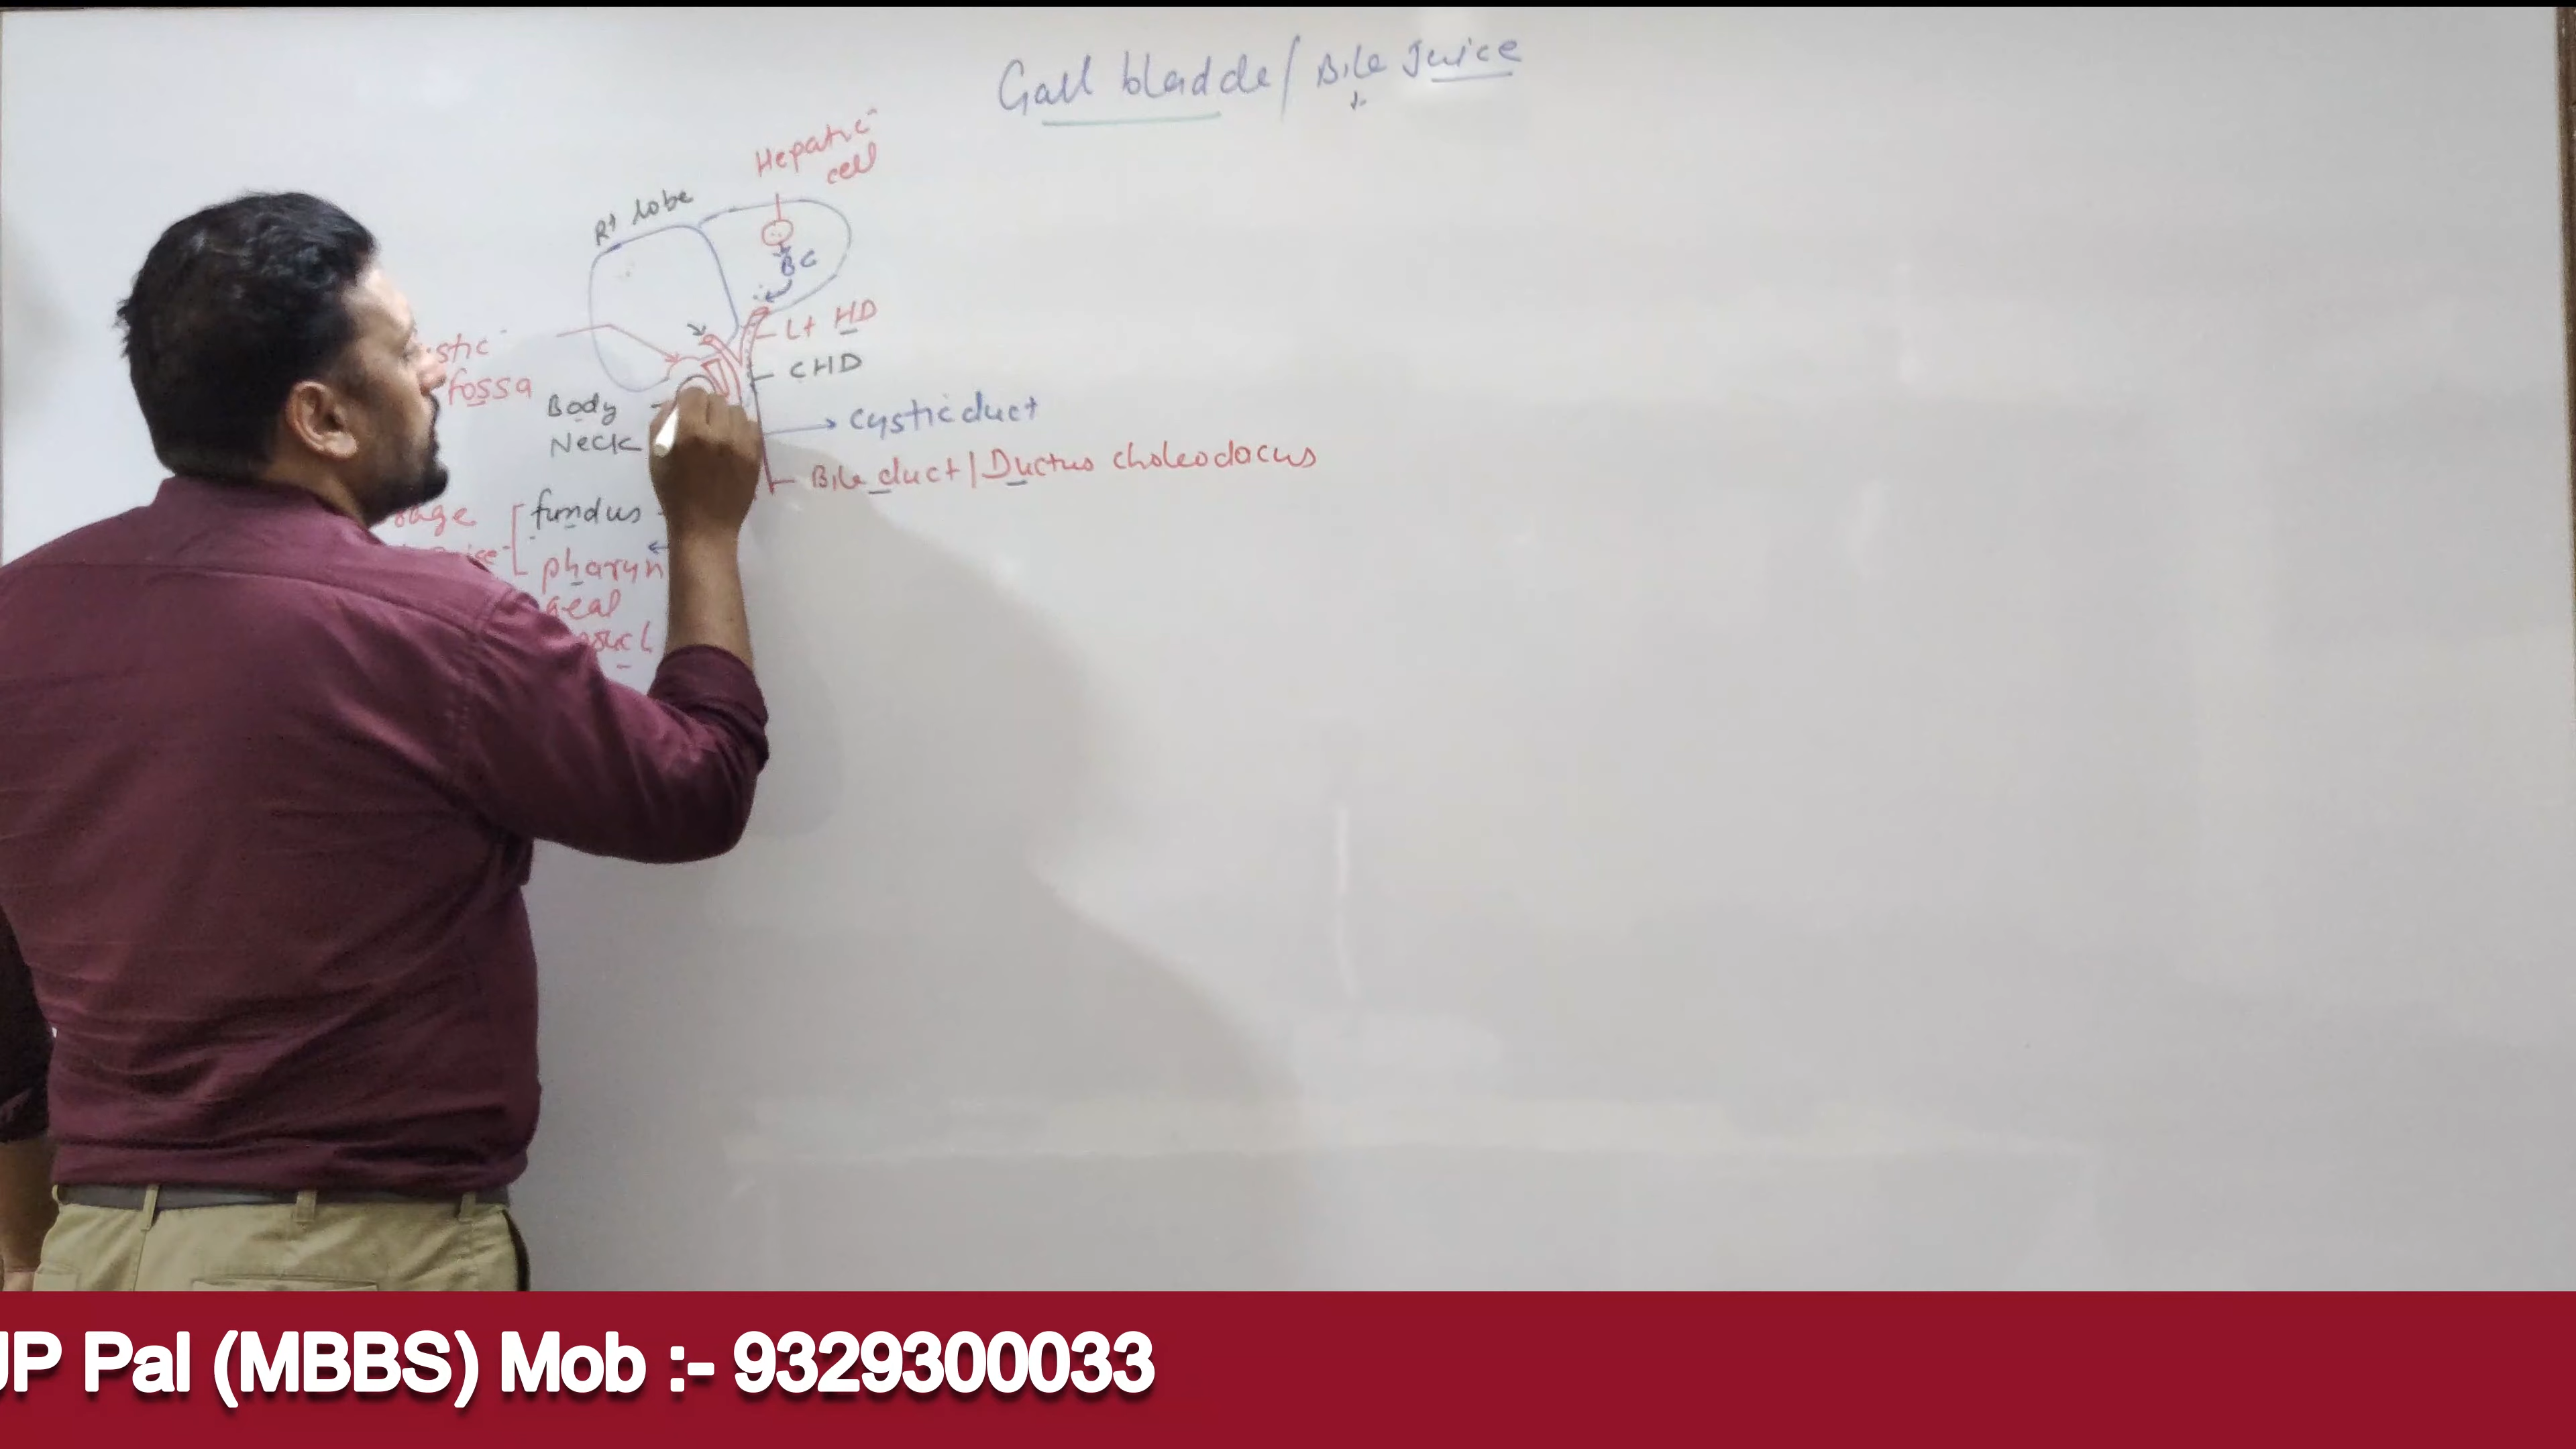 Gall bladde/ Bile Juice
Hepatic
cell
Rt lobe
BC
Lt HD
stic
CHD
fossa
Body
Cystic duct
Neck
Bile duct/Ductus choleodocus
fundus
pharyn
geal
JP Pal (MBBS) Mob :- 9329300033